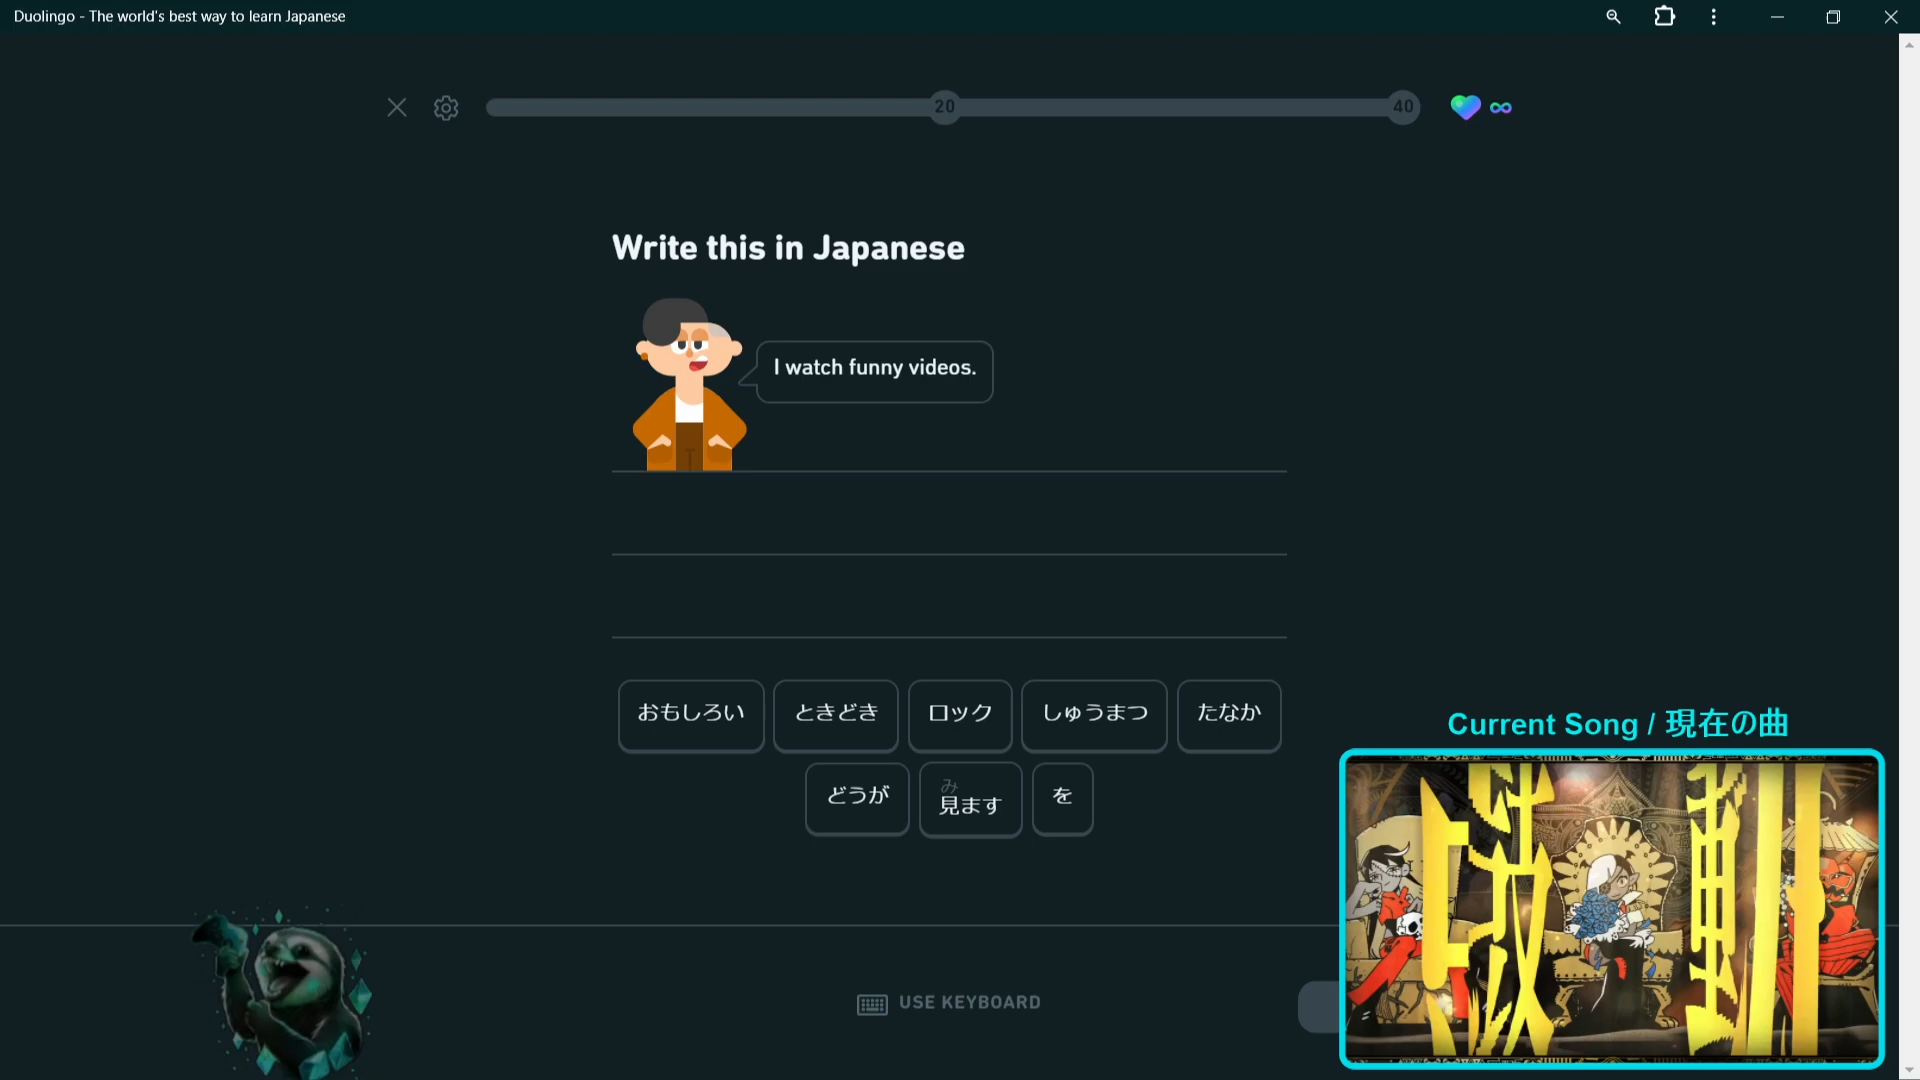 Duolingo - The world's best way to learn Japanese
20
40
Write this in Japanese
I watch funny videos.
おもしろい
ときどき
ロック
しゅうまつ
たなか
どうが
み
見ます
を
Current Song / 現在の曲
USE KEYBOARD